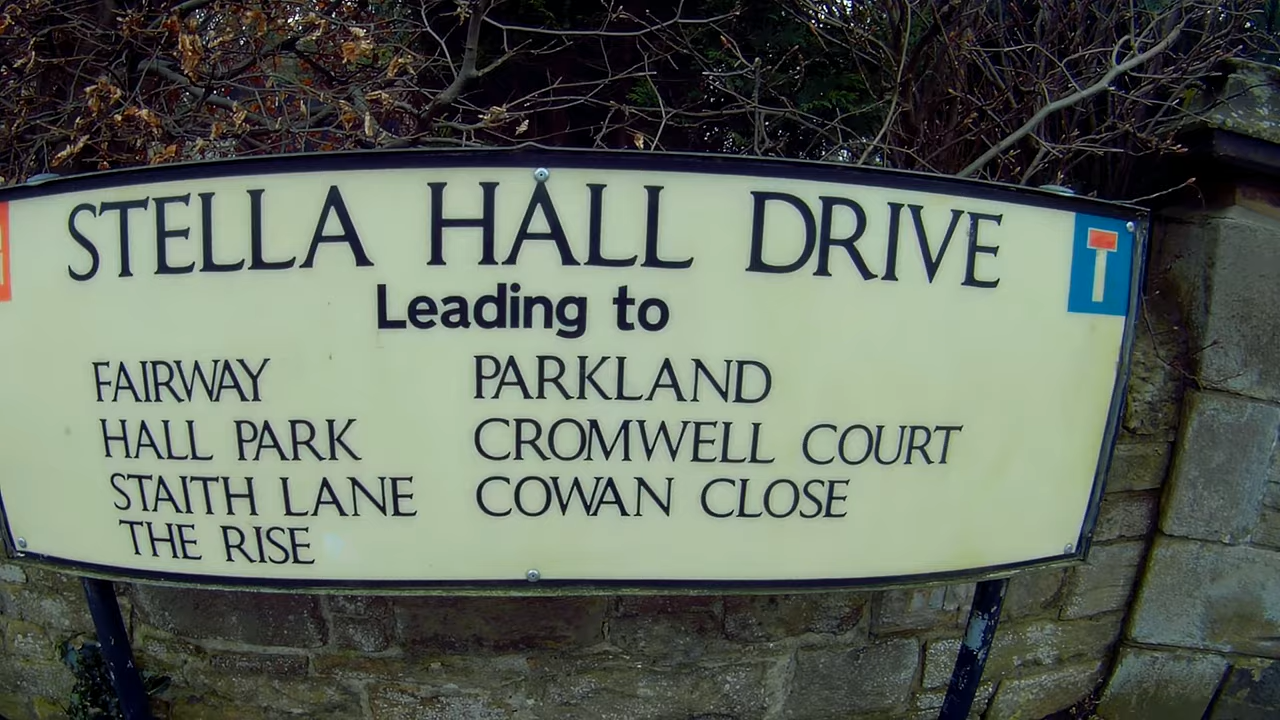 STELLA HALL DRIVE
Leading to
FAIRWAY
HALL PARK
STAITH LANE
THE RISE
PARKLAND
CROMWELL COURT
COWAN CLOSE